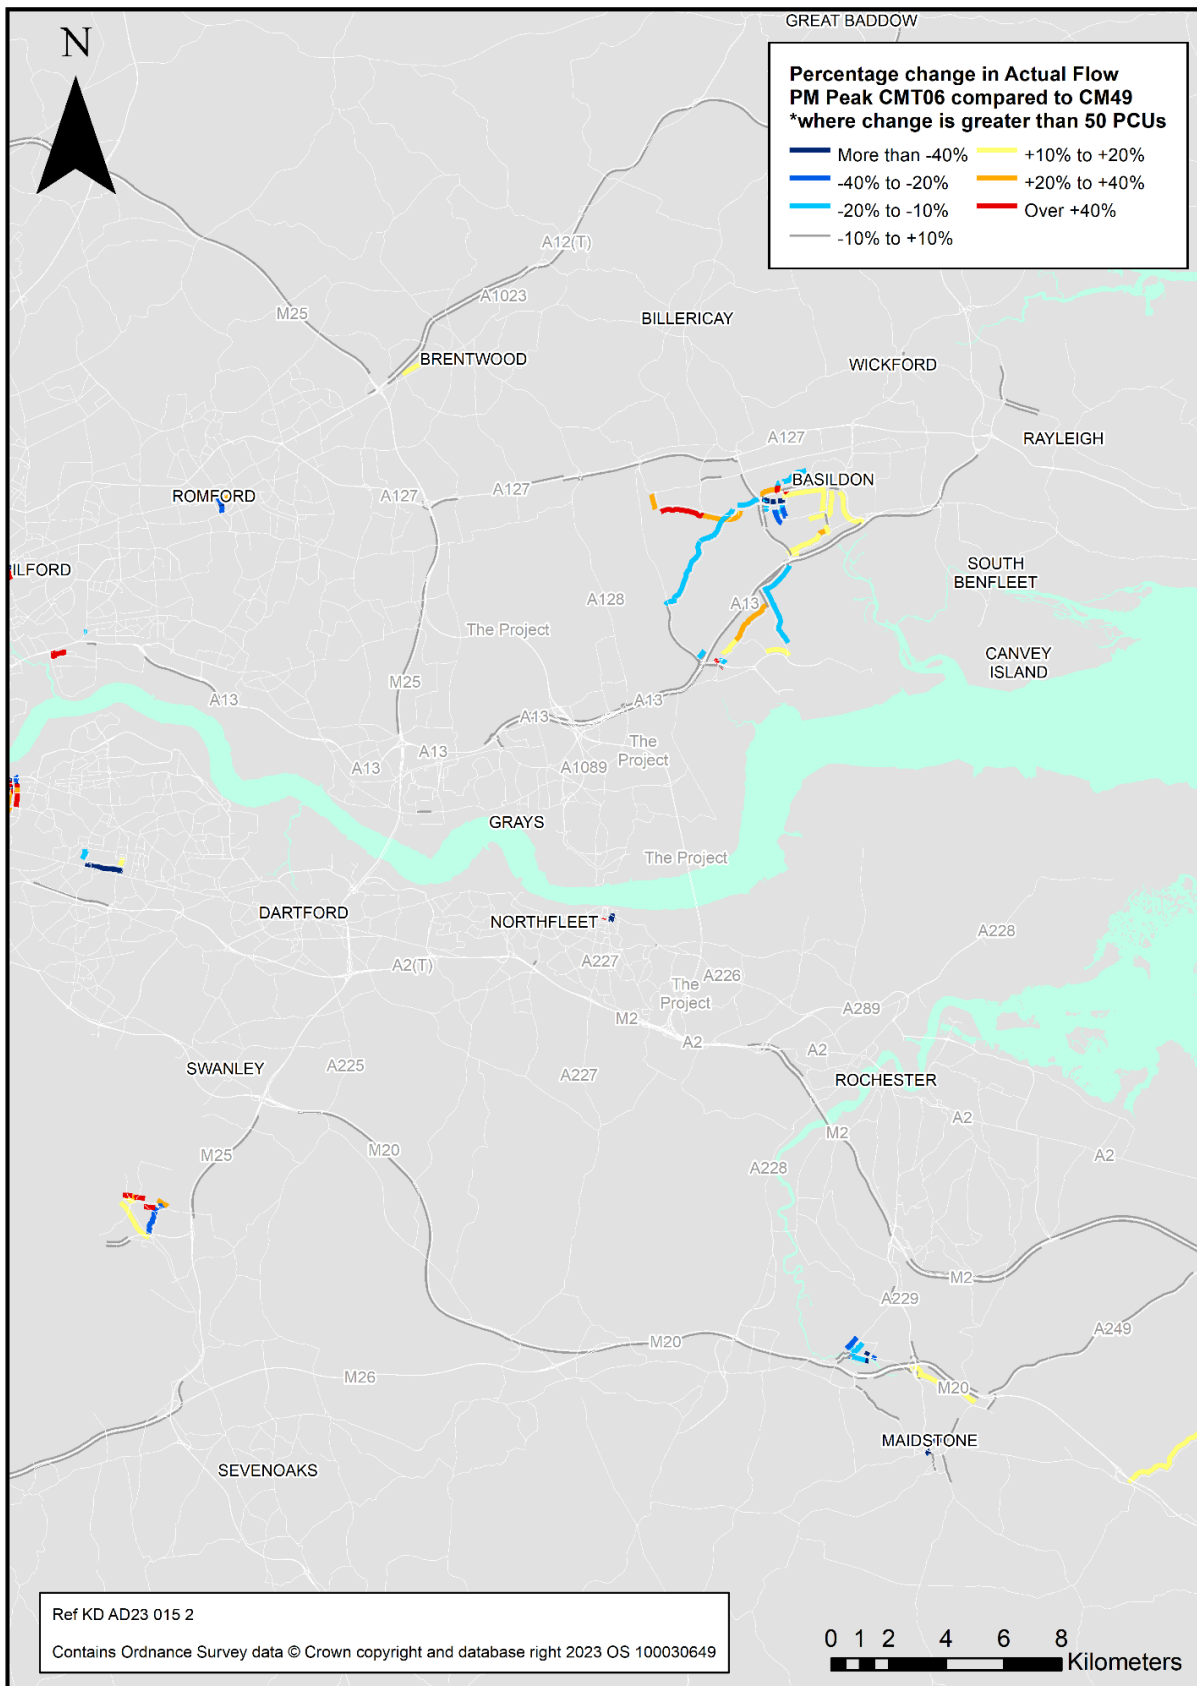 GREAT BADDOW
N
Percentage change in Actual Flow
PM Peak CMT06 compared to CM49
*where change is greater than 50 PCUs
More than -40%
+10% to +20%
-40% to -20%
+20% to +40%
-20% to -10%
Over +40%
-10% to +10%
A12(T)
A1023
M25
BILLERICAY
BRENTWOOD
WICKFORD
A127
RAYLEIGH
BASILDON
A127
A127
ROMFORD
ILFORD
SOUTH
BENFLEET
A128
A13
The Project
CANVEY
ISLAND
M25
A13
A13
A13
The
Project
A13
A13
A1089
GRAYS
The Project
DARTFORD
NORTHFLEET
A228
A227
A226
A2(T)
The
Project
A289
M2
A2
A2
SWANLEY
A225
A227
ROCHESTER
A2
M2
M25
M20
A2
A228
M2
A229
A249
M20
M26
M20
MAIDSTONE
SEVENOAKS
Ref KD AD23 015 2
Contains Ordnance Survey data © Crown copyright and database right 2023 OS 100030649
0 1 2 4 6 8
Kilometers